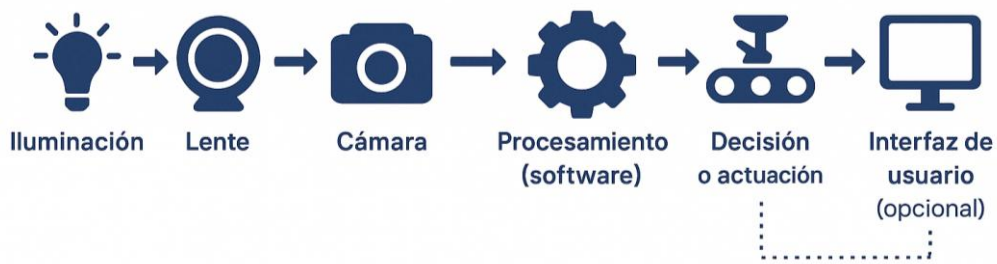 Iluminación
Lente
Cámara
Procesamiento
(software)
Decisión
o actuación
Interfaz de
usuario
(opcional)